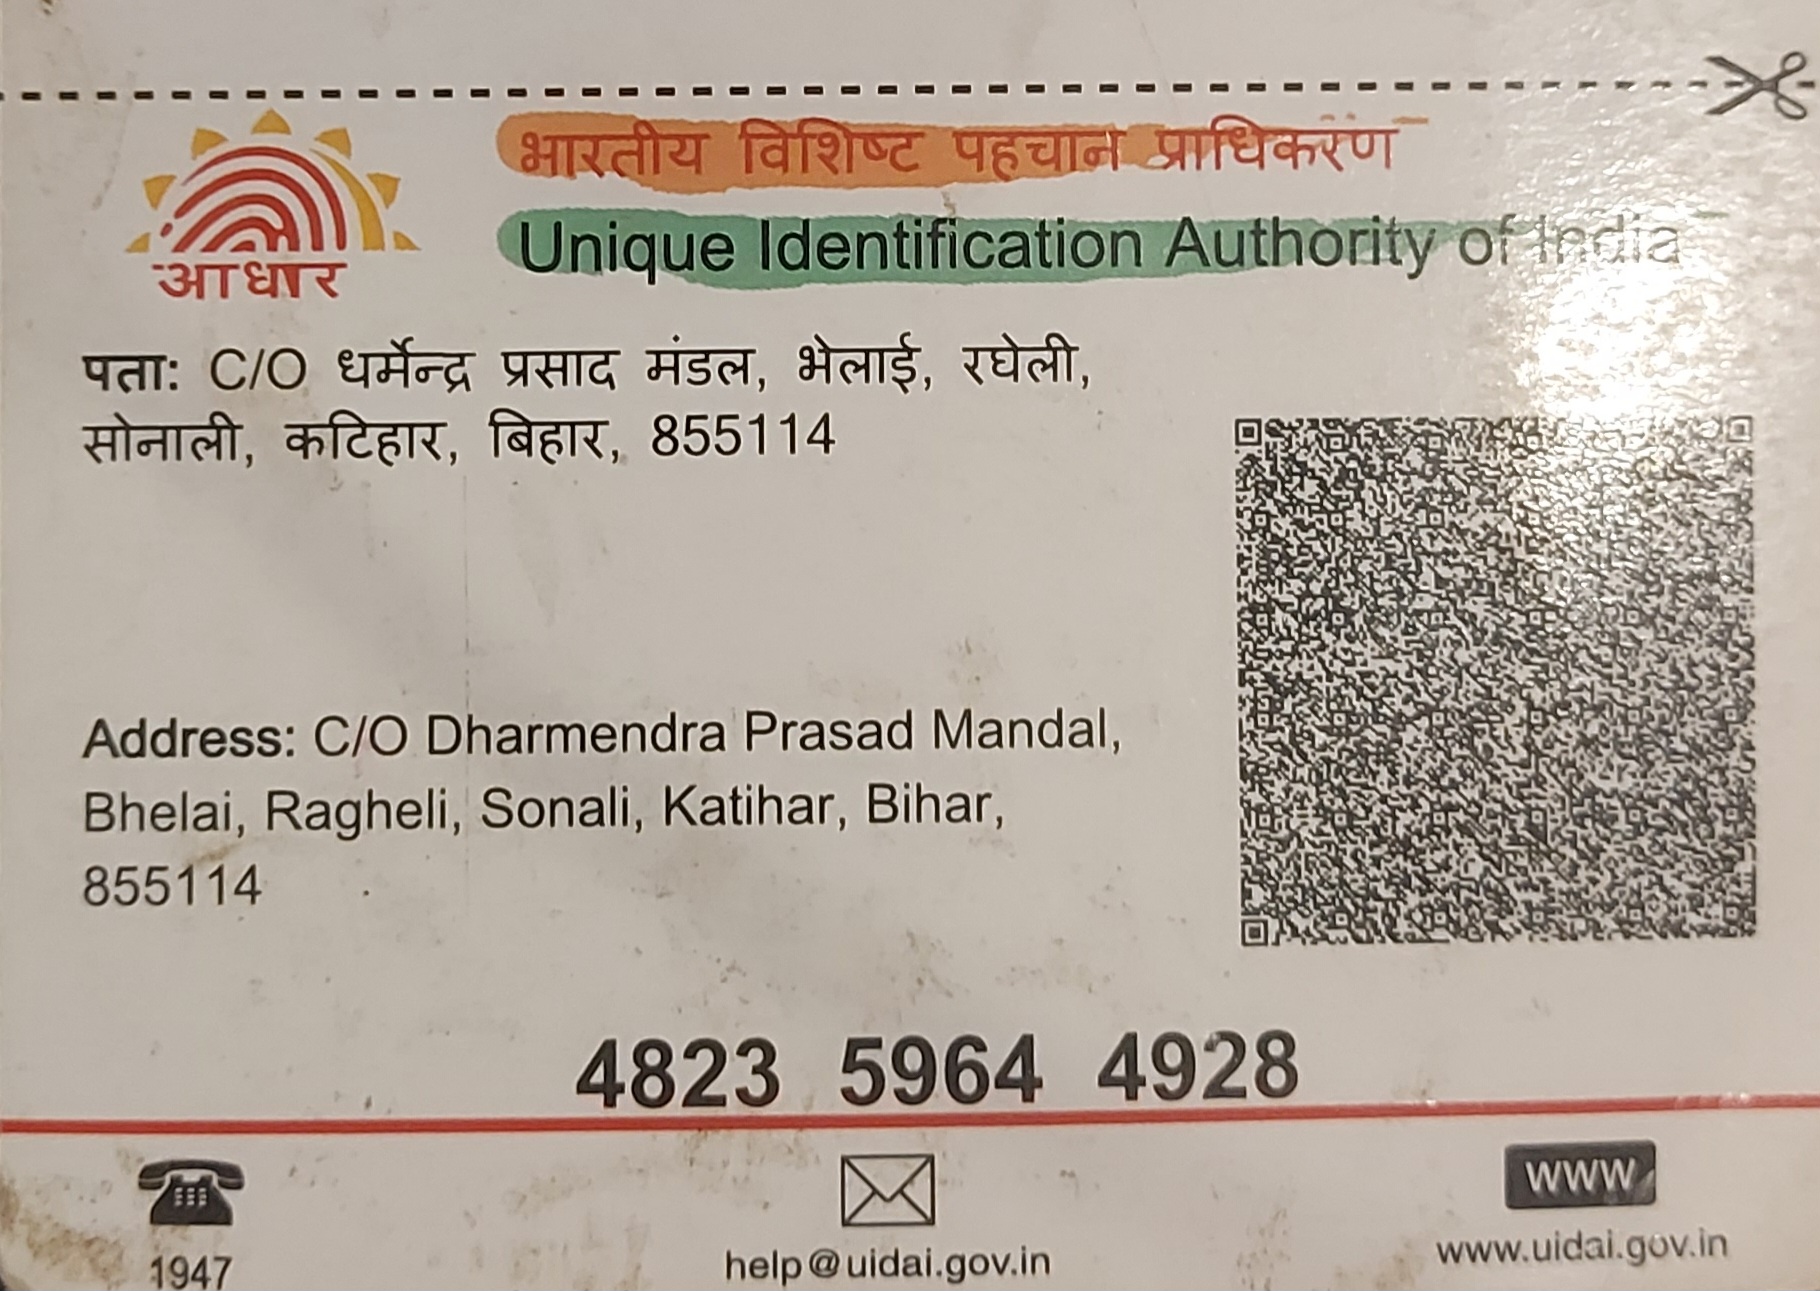 भारतीय विशिष्ट पहचान प्राधिकरण
Unique Identification Authority of India
आधार
पता: C/O धर्मेन्द्र प्रसाद मंडल, भेलाई, रघेली,
सोनाली, कटिहार, बिहार, 855114
Address: C/O Dharmendra Prasad Mandal,
Bhelai, Ragheli, Sonali, Katihar, Bihar,
855114
4823 5964 4928
WWW
1947
help@uidai.gov.in
www.uidai.gov.in